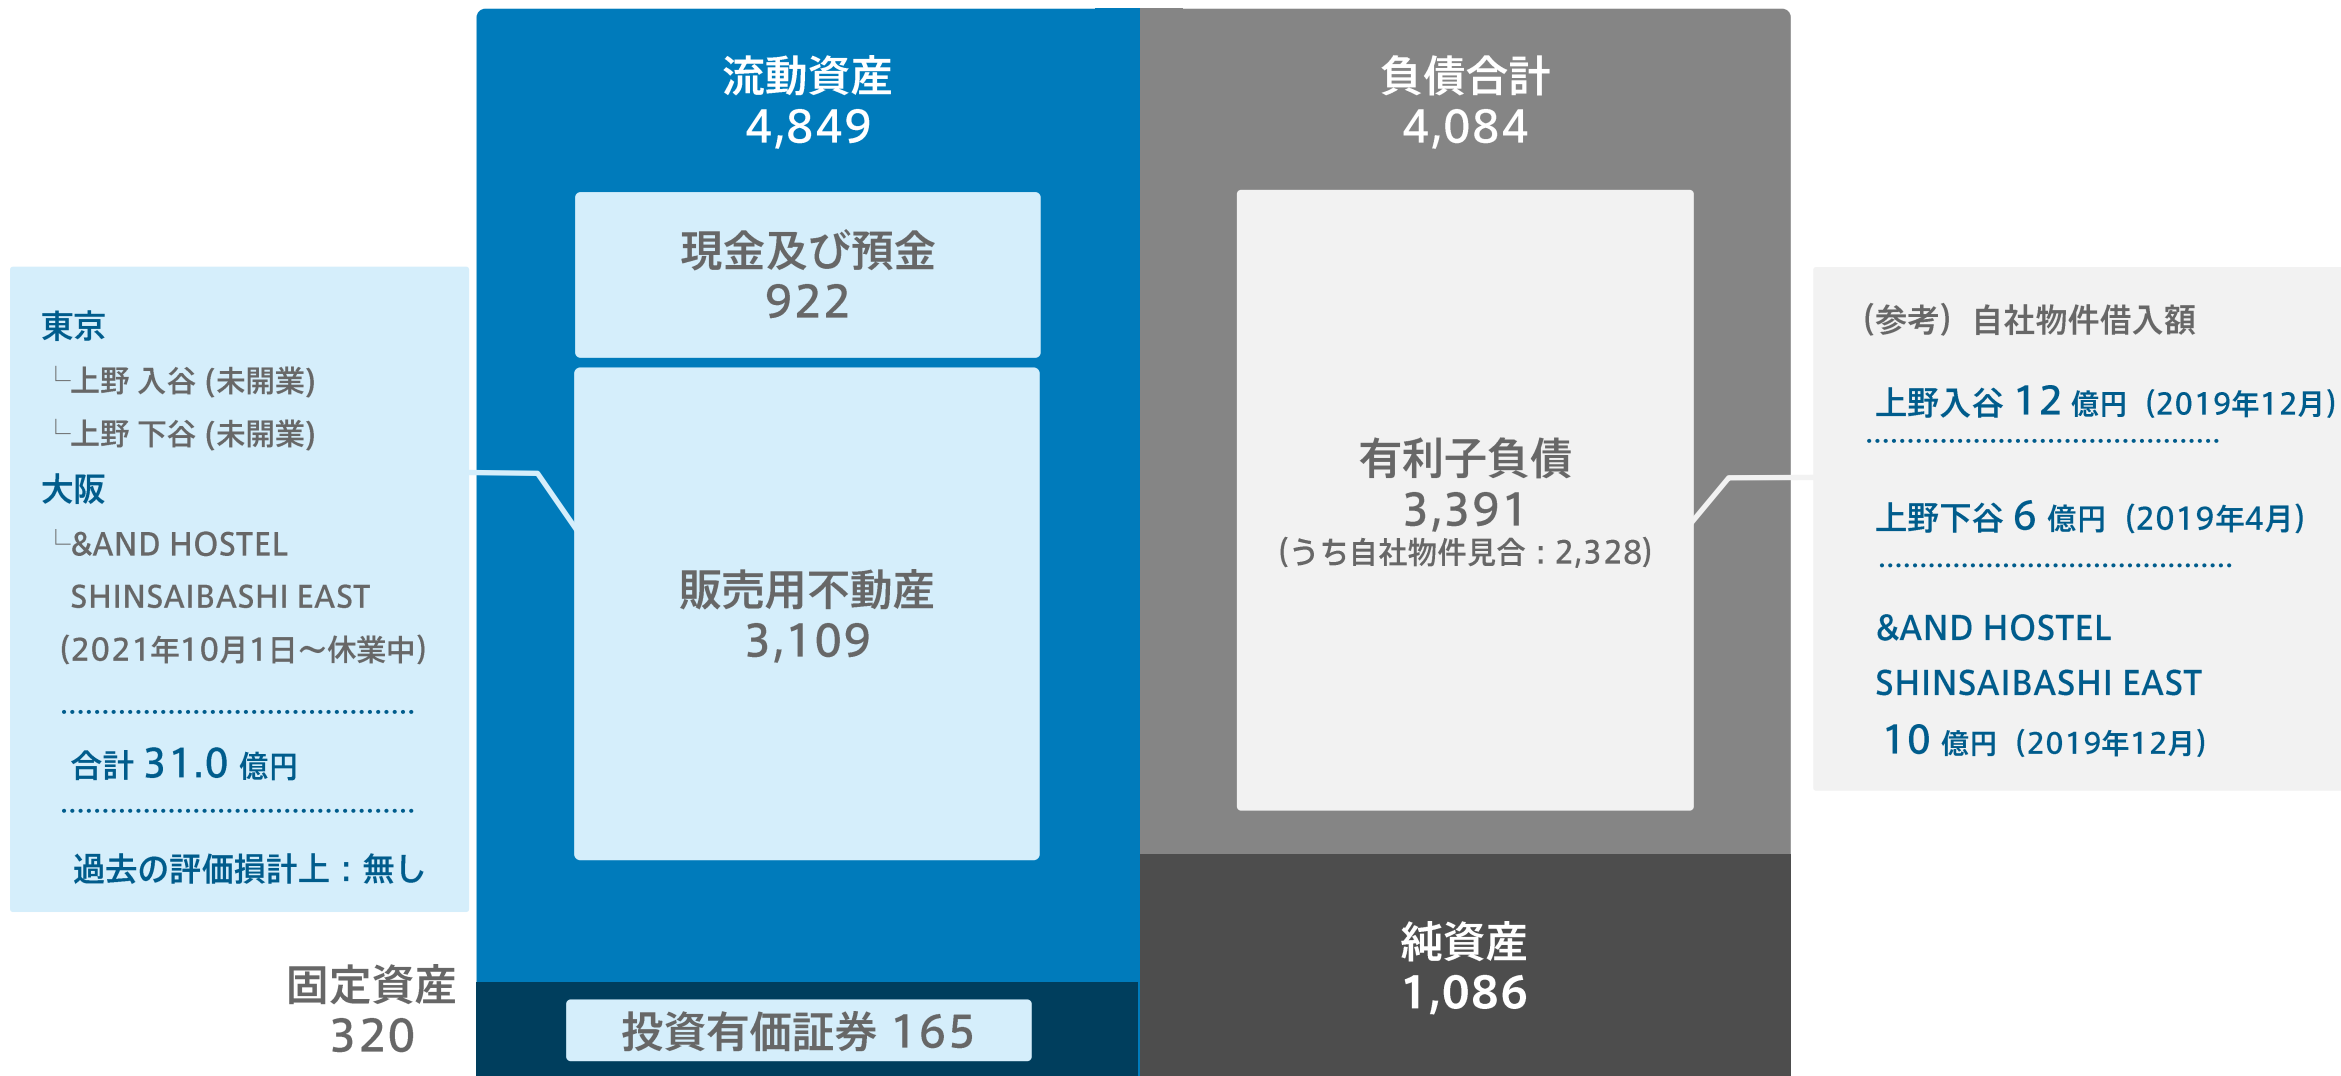 流動資産
4,849
現金及び預金
922
販売用不動産
3,109
東京
└上野 入谷 (未開業)
└上野 下谷 (未開業)
大阪
└&AND HOSTEL
SHINSAIBASHI EAST
(2021年10月1日〜休業中)
合計 31.0 億円
過去の評価損計上：無し
固定資産
320
投資有価証券 165
負債合計
4,084
有利子負債
3,391
(うち自社物件見合：2,328)
純資産
1,086
(参考) 自社物件借入額
上野入谷 12 億円 (2019年12月)
上野下谷 6 億円 (2019年4月)
&AND HOSTEL
SHINSAIBASHI EAST
10 億円 (2019年12月)